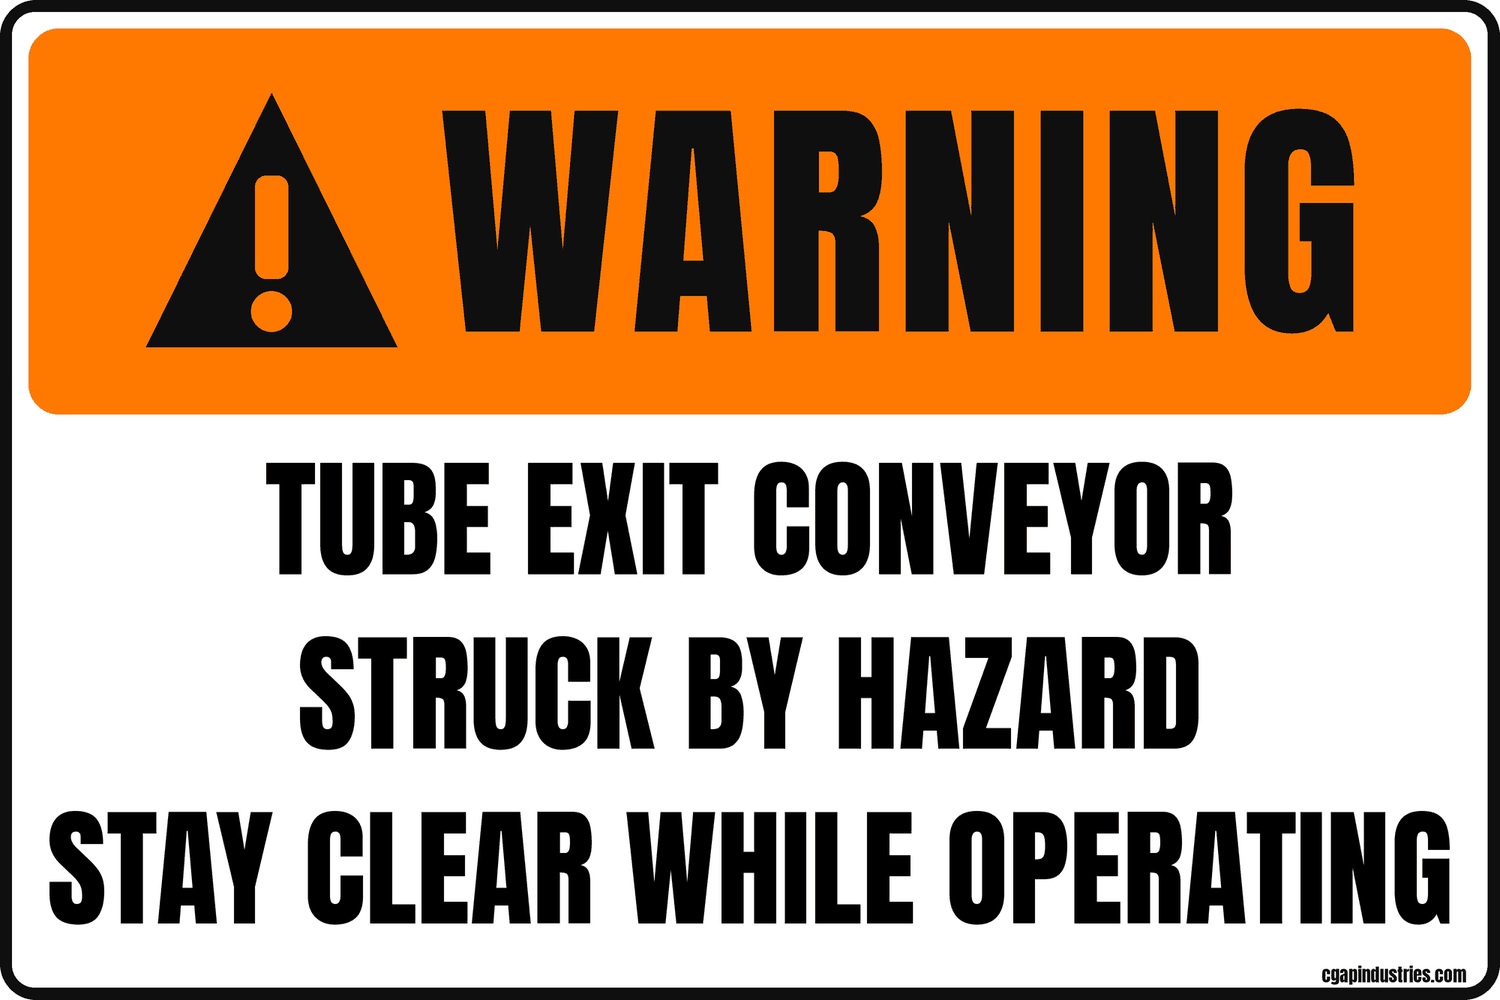 WARNING
TUBE EXIT CONVEYOR
STRUCK BY HAZARD
STAY CLEAR WHILE OPERATING
cgapindustries.com